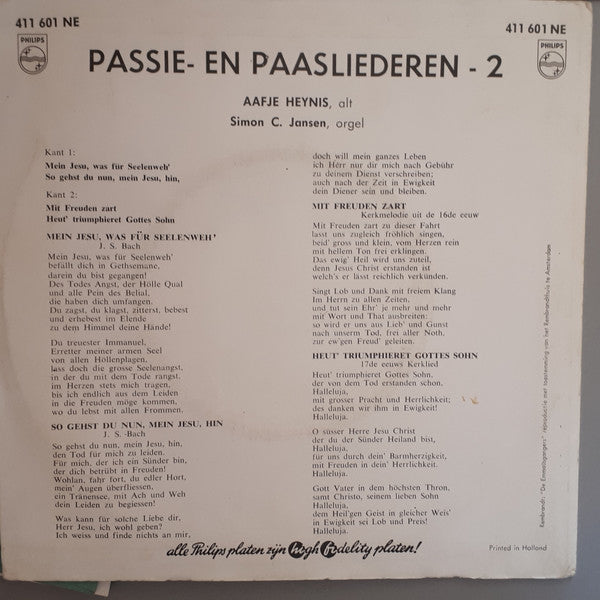 411 601 NE
411 601 NE
PHILIPS
PHILIPS
PASSIE- EN PAASLIEDEREN - 2
AAFJE HEYNIS, alt
Simon C. Jansen, orgel
Kant 1:
Mein Jesu, was für Seelenweh'
So gehst du nun, mein Jesu, hin,
Kant 2:
Mit Freuden zart
Heut' triumphieret Gottes Sohn
MEIN JESU, WAS FÜR SEELENWEH'
J. S. Bach
Mein Jesu, was für Seelenweh'
befällt dich in Gethsemane,
darein du bist gegangen!
Des Todes Angst, der Hölle Qual
und alle Pein des Belial,
die haben dich umfangen.
Du zagst, du klagst, zitterst, bebest
und erhebest im Elende
zu dem Himmel deine Hände!
Du treuester Immanuel,
Erretter meiner armen Seel
von allen Höllenplagen,
lass doch die grosse Seelenangst,
in der du mit dem Tode rangst,
im Herzen stets mich tragen,
bis ich endlich aus dem Leiden
in die Freuden möge kommen,
wo du lebst mit allen Frommen.
SO GEHST DU NUN, MEIN JESU, HIN
J. S. Bach
So gehst du nun, mein Jesu, hin,
den Tod für mich zu leiden.
Für mich, der ich ein Sünder bin,
der dich betrübt in Freuden!
Wohlan, fahr fort, du edler Hort,
mein' Augen überfliessen,
ein Tränensee, mit Ach und Weh
dein Leiden zu begiessen!
Was kann für solche Liebe dir,
Herr Jesu, ich wohl geben?
Ich weiss und finde nichts an mir,
doch will mein ganzes Leben
ich Herr nur dir mich nach Gebühr
zu deinem Dienst verschreiben;
auch nach der Zeit in Ewigkeit
dein Diener sein und bleiben.
MIT FREUDEN ZART
Kerkmelodie uit de 16de eeuw
Mit Freuden zart zu dieser Fahrt
lasst uns zugleich fröhlich singen,
beid' gross und klein, vom Herzen rein
mit hellem Ton frei erklingen.
Das ewig' Heil wird uns zuteil,
denn Jesus Christ erstanden ist
welch's er lasst reichlich verkünden.
Singt Lob und Dank mit freiem Klang
Im Herrn zu allen Zeiten,
und tut sein Ehr' je mehr und mehr
mit Wort und That ausbreiten:
so wird er uns aus Lieb' und Gunst
nach unserm Tod, frei aller Noth,
zur ew'gen Freud' geleiten.
HEUT' TRIUMPHIERET GOTTES SOHN
17de eeuws Kerklied
Heut' triumphieret Gottes Sohn,
der von dem Tod erstanden schon.
Halleluja,
mit grosser Pracht und Herrlichkeit;
des danken wir ihm in Ewigkeit!
Halleluja.
O süsser Herre Jesu Christ
der du der Sünder Heiland bist,
Halleluja,
für uns durch dein' Barmherzigkeit,
mit Freuden in dein' Herrlichkeit.
Halleluja.
Gott Vater in dem höchsten Thron,
samt Christo, seinem lieben Sohn
Halleluja,
dem Heil'gen Geist in gleicher Weis'
in Ewigkeit sei Lob und Preis!
Halleluja.
Rembrandt: "De Emmaüsgangers" reproductie met toestemming van het Rembrandthuis te Amsterdam
alle Philips platen zijn high fidelity platen!
Printed in Holland